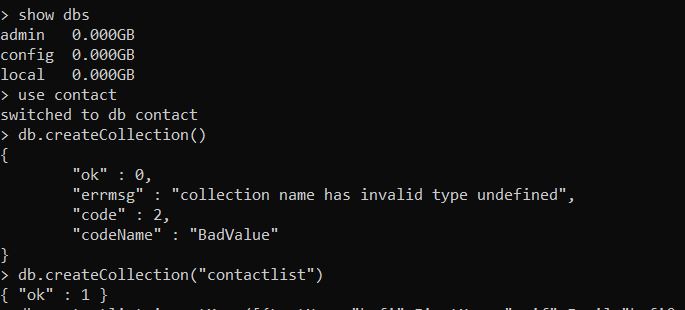 > show dbs
admin   0.000GB
config  0.000GB
local   0.000GB
> use contact
switched to db contact
> db.createCollection()
{
        "ok" : 0,
        "errmsg" : "collection name has invalid type undefined",
        "code" : 2,
        "codeName" : "BadValue"
}
> db.createCollection("contactlist")
{ "ok" : 1 }